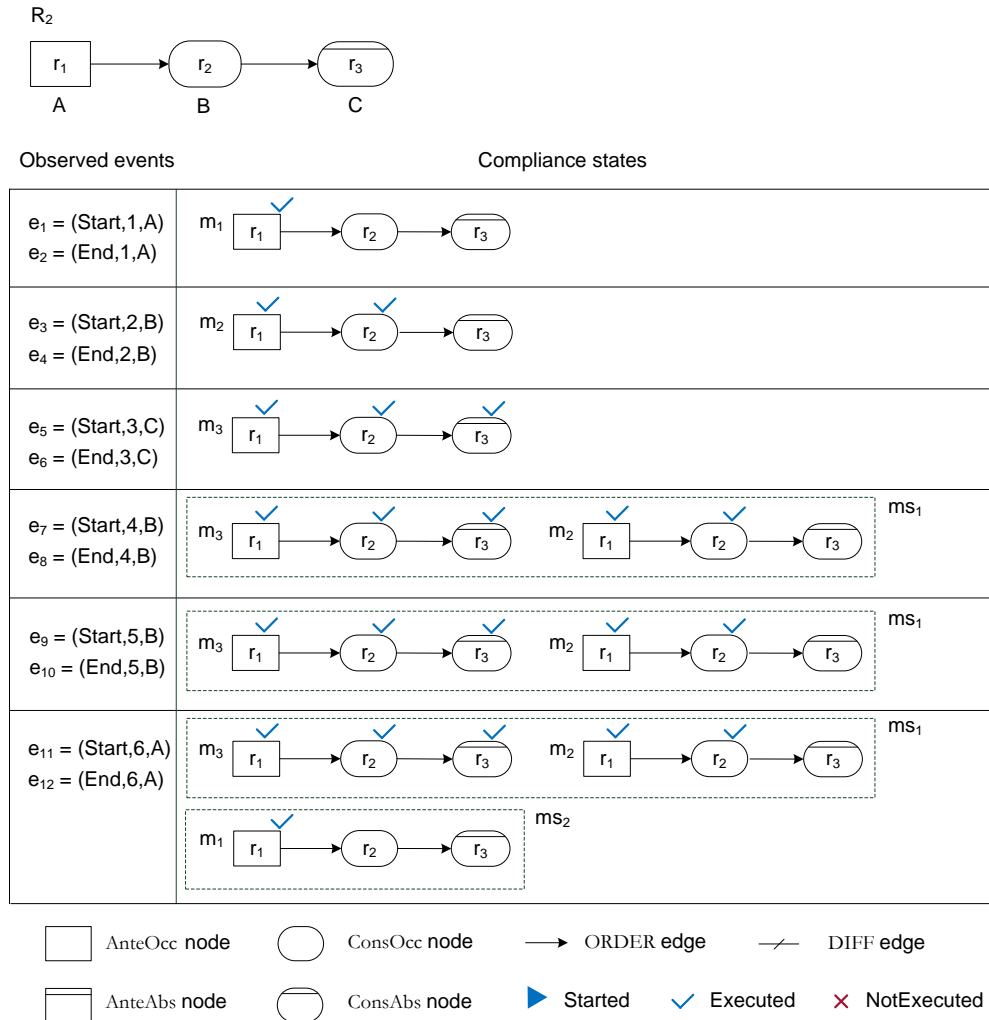 R₂
r₁ r₂ r₃
A B C
Observed events Compliance states
e₁ = (Start,1,A)
e₂ = (End,1,A)
m₁ r₁ r₂ r₃
e₃ = (Start,2,B)
e₄ = (End,2,B)
m₂ r₁ r₂ r₃
e₅ = (Start,3,C)
e₆ = (End,3,C)
m₃ r₁ r₂ r₃
e₇ = (Start,4,B)
e₈ = (End,4,B)
m₃ r₁ r₂ r₃ m₂ r₁ r₂ r₃ ms₁
e₉ = (Start,5,B)
e₁₀ = (End,5,B)
m₃ r₁ r₂ r₃ m₂ r₁ r₂ r₃ ms₁
e₁₁ = (Start,6,A)
e₁₂ = (End,6,A)
m₃ r₁ r₂ r₃ m₂ r₁ r₂ r₃ ms₁
m₁ r₁ r₂ r₃ ms₂
AnteOcc node ConsOcc node ORDER edge DIFF edge
AnteAbs node ConsAbs node Started Executed NotExecuted